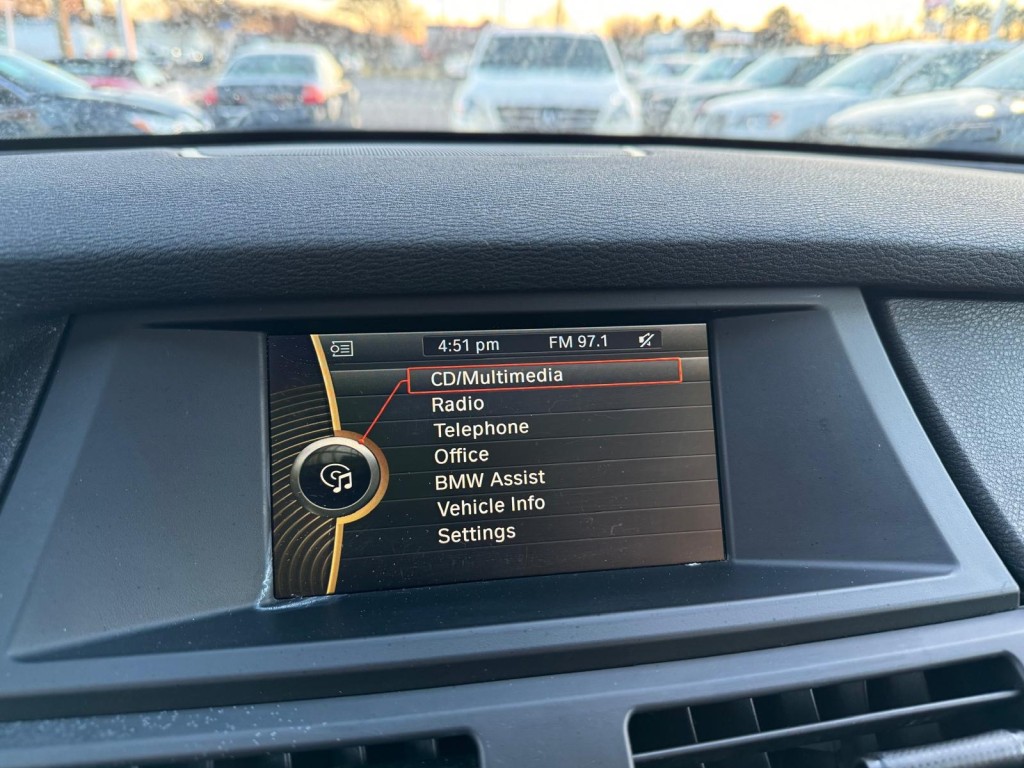 4:51 pm FM 97.1
CD/Multimedia
Radio
Telephone
Office
BMW Assist
Vehicle Info
Settings